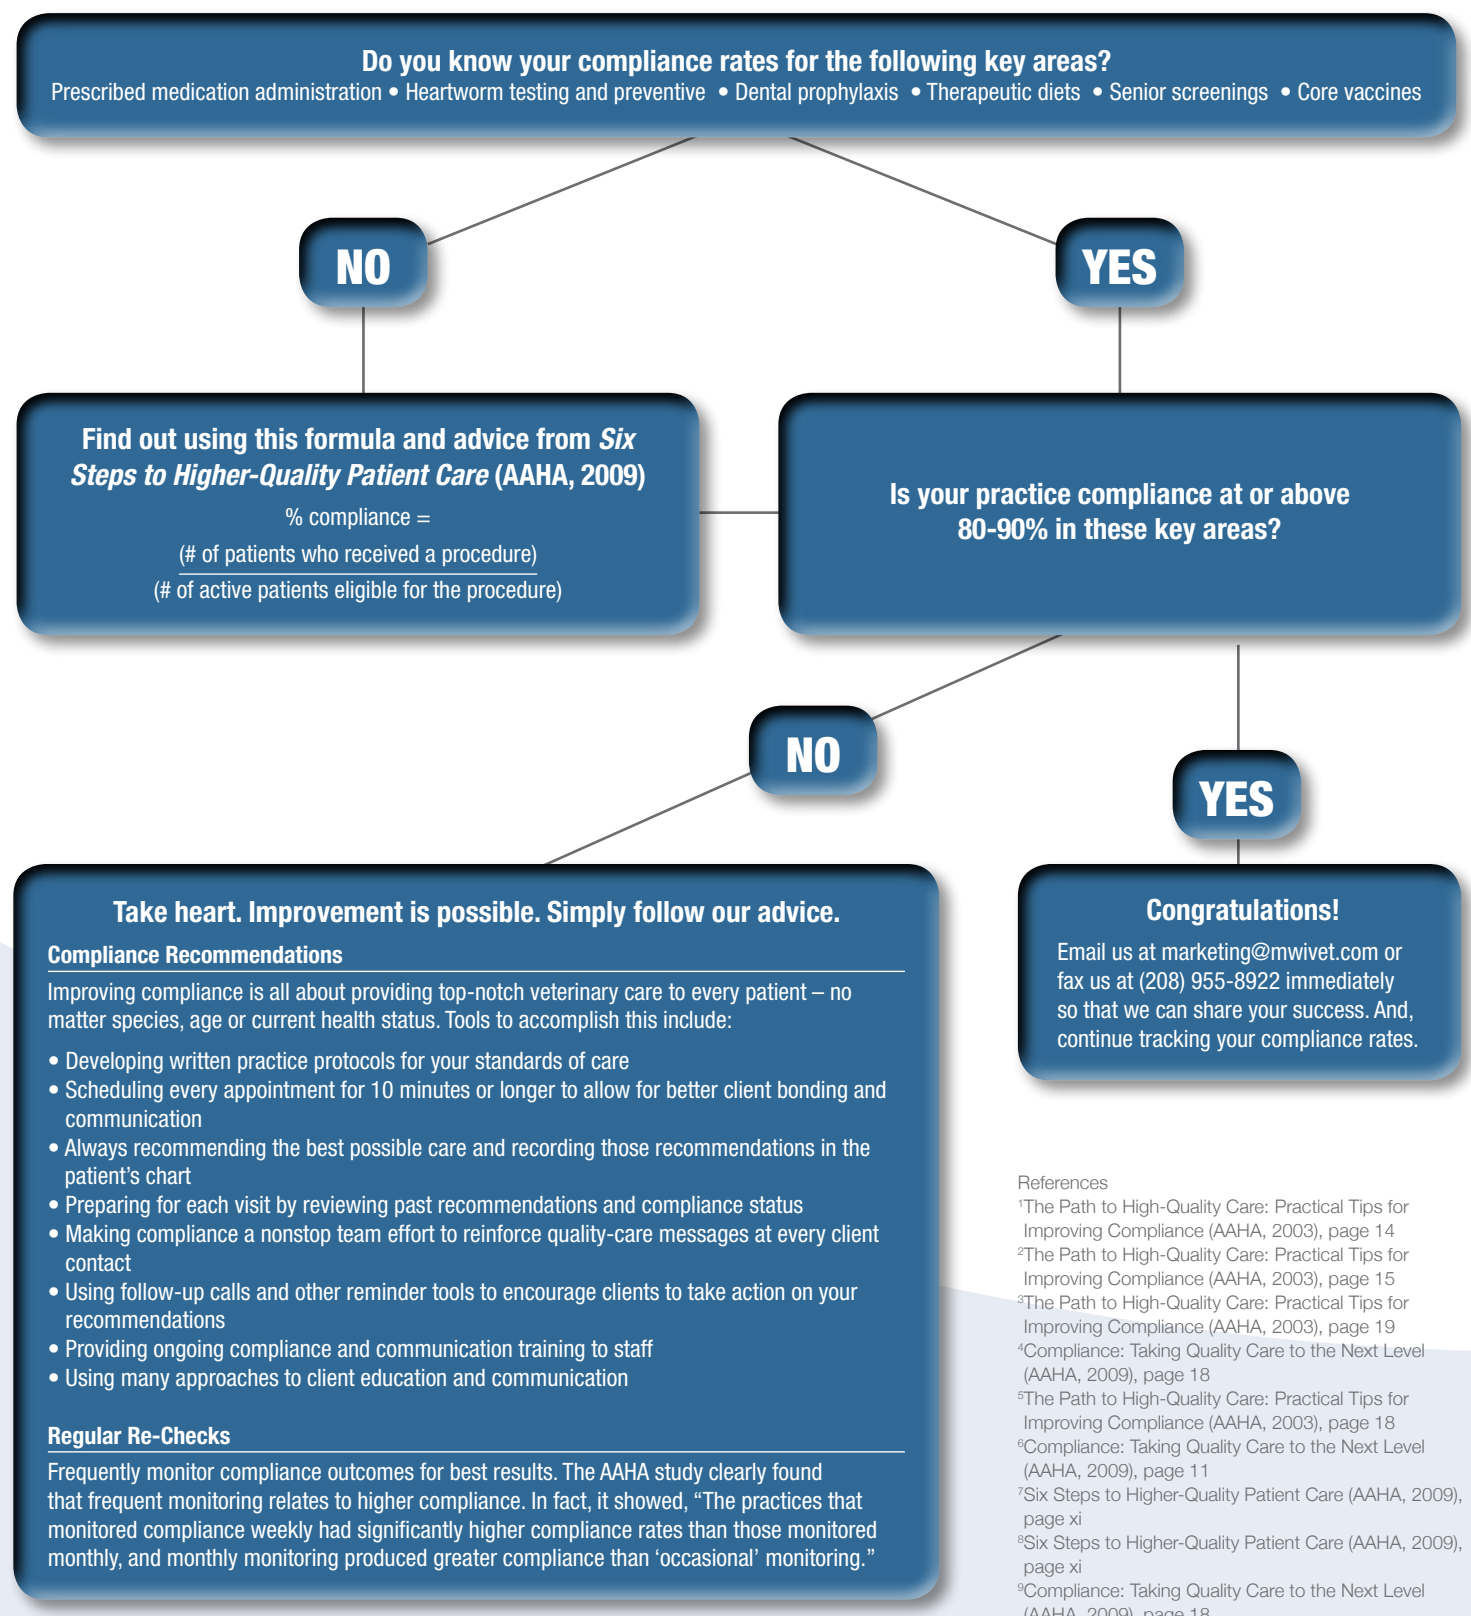 Do you know your compliance rates for the following key areas?
Prescribed medication administration • Heartworm testing and preventive • Dental prophylaxis • Therapeutic diets • Senior screenings • Core vaccines
NO
YES
Find out using this formula and advice from Six
Steps to Higher-Quality Patient Care (AAHA, 2009)
% compliance =
(# of patients who received a procedure)
(# of active patients eligible for the procedure)
Is your practice compliance at or above
80-90% in these key areas?
NO
YES
Take heart. Improvement is possible. Simply follow our advice.
Compliance Recommendations
Improving compliance is all about providing top-notch veterinary care to every patient – no
matter species, age or current health status. Tools to accomplish this include:
• Developing written practice protocols for your standards of care
• Scheduling every appointment for 10 minutes or longer to allow for better client bonding and
communication
• Always recommending the best possible care and recording those recommendations in the
patient’s chart
• Preparing for each visit by reviewing past recommendations and compliance status
• Making compliance a nonstop team effort to reinforce quality-care messages at every client
contact
• Using follow-up calls and other reminder tools to encourage clients to take action on your
recommendations
• Providing ongoing compliance and communication training to staff
• Using many approaches to client education and communication
Regular Re-Checks
Frequently monitor compliance outcomes for best results. The AAHA study clearly found
that frequent monitoring relates to higher compliance. In fact, it showed, “The practices that
monitored compliance weekly had significantly higher compliance rates than those monitored
monthly, and monthly monitoring produced greater compliance than ‘occasional’ monitoring.”
Congratulations!
Email us at marketing@mwivet.com or
fax us at (208) 955-8922 immediately
so that we can share your success. And,
continue tracking your compliance rates.
References
¹The Path to High-Quality Care: Practical Tips for
Improving Compliance (AAHA, 2003), page 14
²The Path to High-Quality Care: Practical Tips for
Improving Compliance (AAHA, 2003), page 15
³The Path to High-Quality Care: Practical Tips for
Improving Compliance (AAHA, 2003), page 19
⁴Compliance: Taking Quality Care to the Next Level
(AAHA, 2009), page 18
⁵The Path to High-Quality Care: Practical Tips for
Improving Compliance (AAHA, 2003), page 18
⁶Compliance: Taking Quality Care to the Next Level
(AAHA, 2009), page 11
⁷Six Steps to Higher-Quality Patient Care (AAHA, 2009),
page xi
⁸Six Steps to Higher-Quality Patient Care (AAHA, 2009),
page xi
⁹Compliance: Taking Quality Care to the Next Level
(AAHA, 2009), page 18